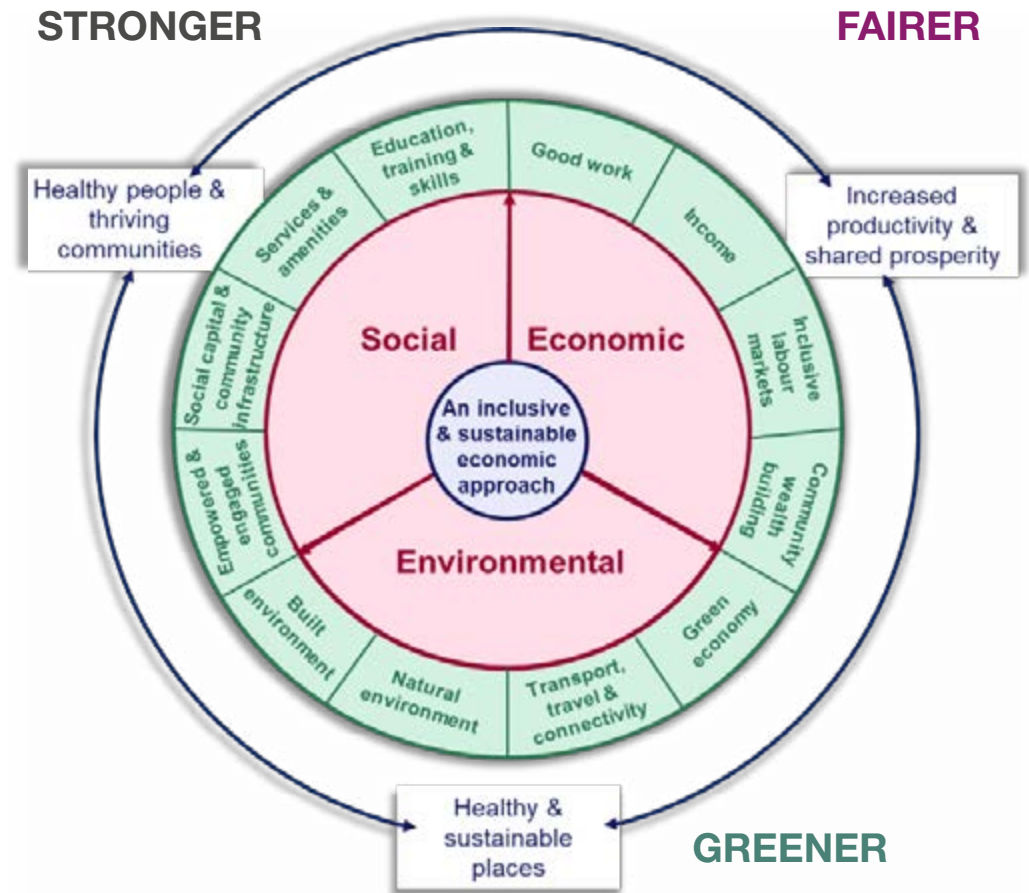 STRONGER
FAIRER
Healthy people &
thriving
communities
Increased
productivity &
shared prosperity
Education,
training &
skills
Good work
Income
Inclusive
labour
markets
Community
wealth
building
Green
economy
Transport,
travel &
connectivity
Natural
environment
Built
environment
Empowered &
engaged
communities
Social capital &
community
infrastructure
Services &
amenities
Social
Economic
An inclusive
& sustainable
economic
approach
Environmental
Healthy &
sustainable
places
GREENER